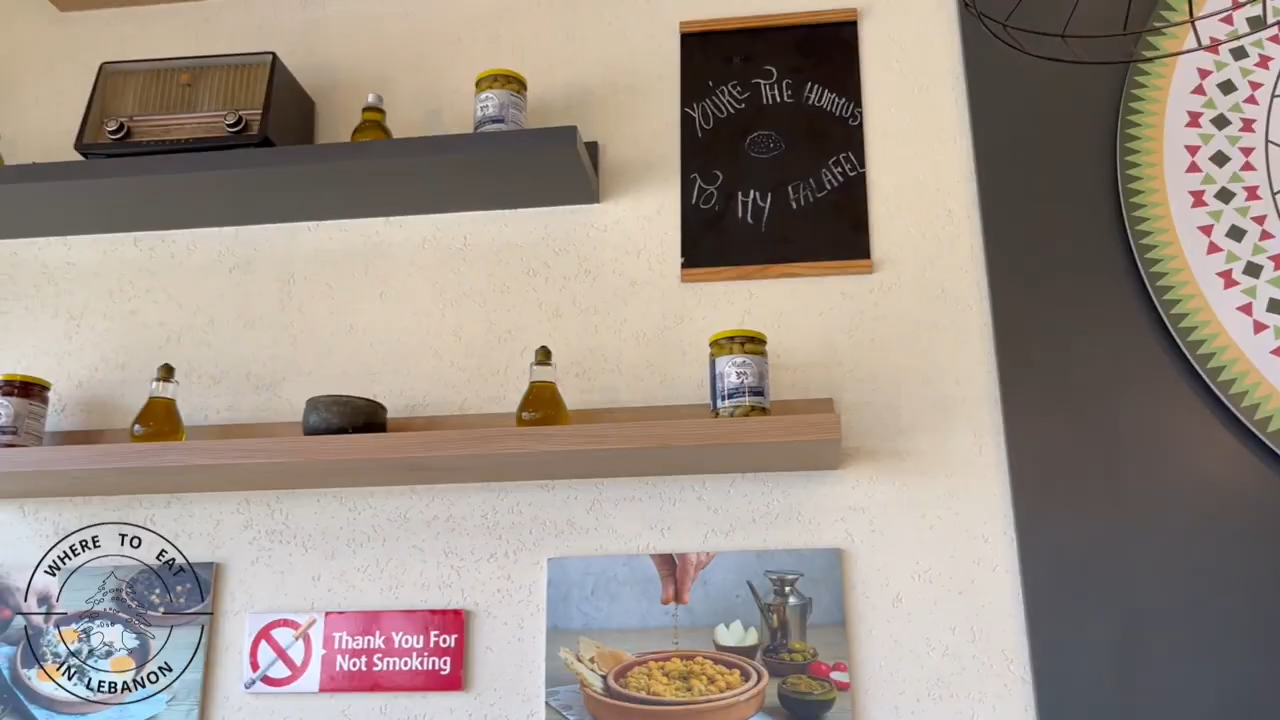 YOU'RE THE HUMMUS
TO MY FALAFEL
Thank You For
Not Smoking
WHERE TO EAT
IN LEBANON